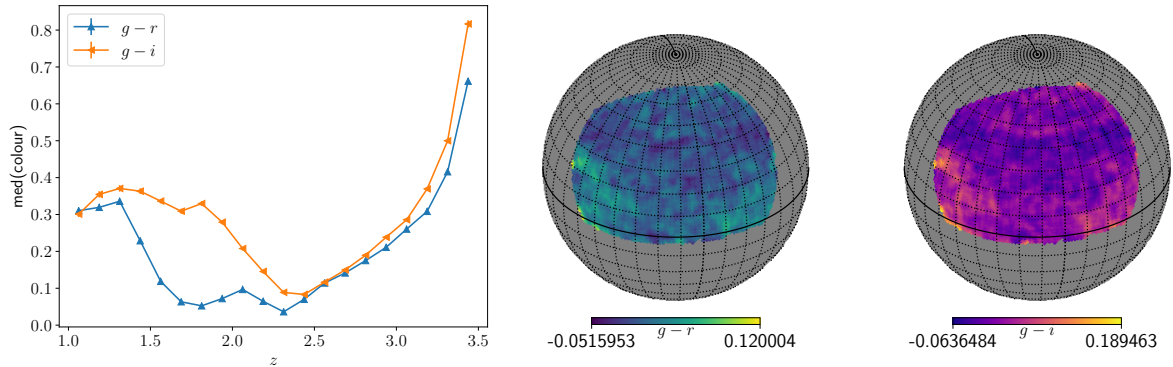 med(colour)
0.8
0.7
0.6
0.5
0.4
0.3
0.2
0.1
0.0
g − r
g − i
1.0 1.5 2.0 2.5 3.0 3.5
z
-0.0515953 g − r 0.120004
-0.0636484 g − i 0.189463